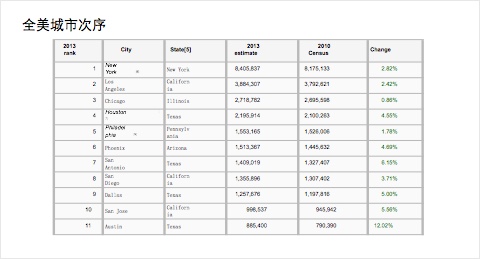 全美城市次序
2013 rank City State[5] 2013 estimate 2010 Census Change
1 New York New York 8,405,837 8,175,133 2.82%
2 Los Angeles California 3,884,307 3,792,621 2.42%
3 Chicago Illinois 2,718,782 2,695,598 0.86%
4 Houston Texas 2,195,914 2,100,263 4.55%
5 Philadelphia Pennsylvania 1,553,165 1,526,006 1.78%
6 Phoenix Arizona 1,513,367 1,445,632 4.69%
7 San Antonio Texas 1,409,019 1,327,407 6.15%
8 San Diego California 1,355,896 1,307,402 3.71%
9 Dallas Texas 1,257,676 1,197,816 5.00%
10 San Jose California 998,537 945,942 5.56%
11 Austin Texas 885,400 790,390 12.02%